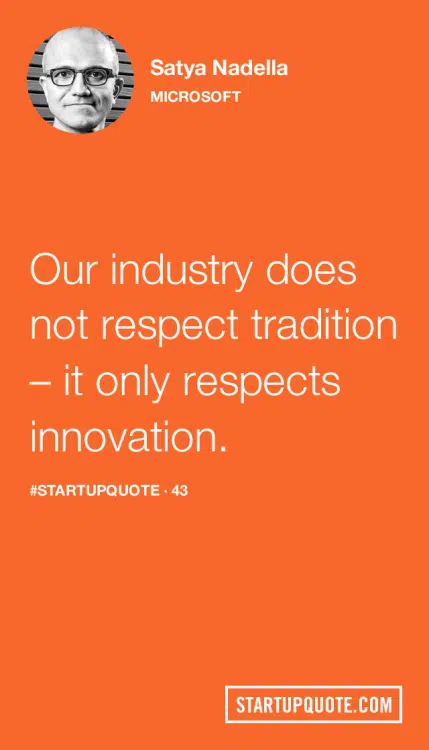 Satya Nadella
MICROSOFT
Our industry does
not respect tradition
– it only respects
innovation.
#STARTUPQUOTE · 43
STARTUPQUOTE.COM